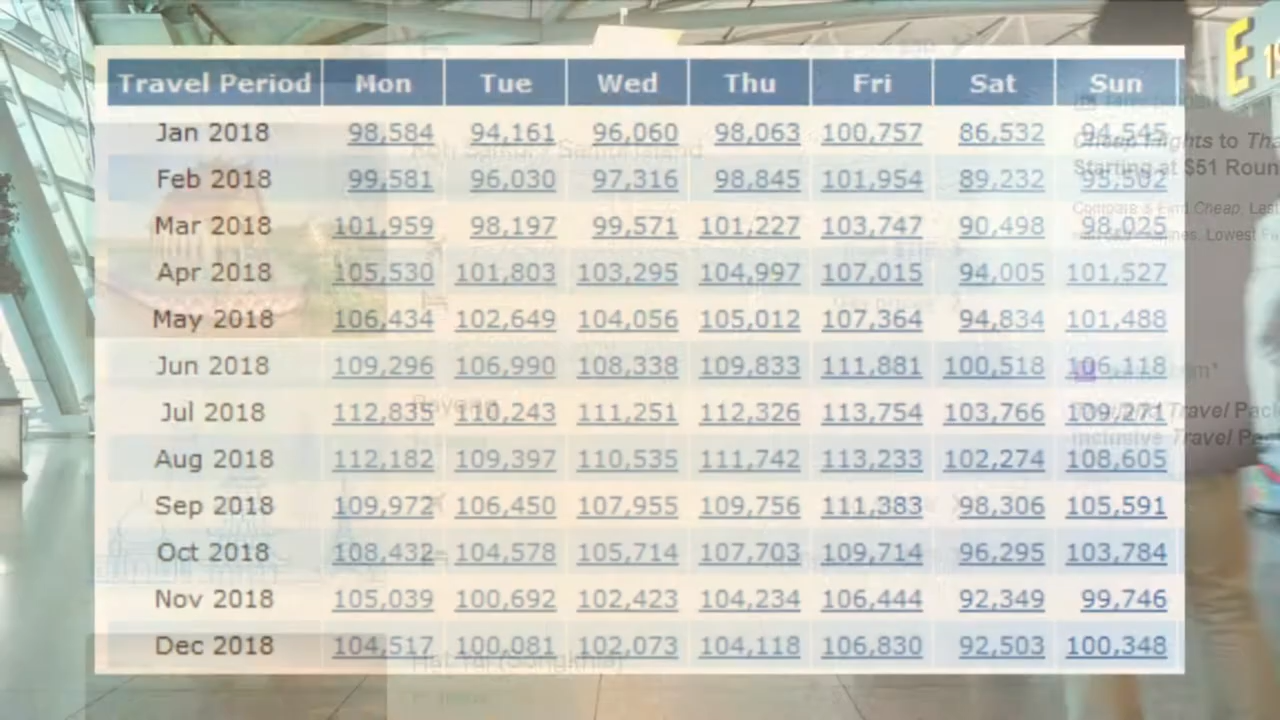 Travel Period Mon Tue Wed Thu Fri Sat Sun
Jan 2018 98,584 94,161 96,060 98,063 100,757 86,532 94,545
Feb 2018 99,581 96,030 97,316 98,845 101,954 89,232
Mar 2018 101,959 98,197 99,571 101,227 103,747 90,498 98,025
Apr 2018 105,530 101,803 103,295 104,997 107,015 94,005 101,527
May 2018 106,434 102,649 104,056 105,012 107,364 94,834 101,488
Jun 2018 109,296 106,990 108,338 109,833 111,881 100,518 106,118
Jul 2018 112,835 110,243 111,251 112,326 113,754 103,766 109,271
Aug 2018 112,182 109,397 110,535 111,742 113,233 102,274 108,605
Sep 2018 109,972 106,450 107,955 109,756 111,383 98,306 105,591
Oct 2018 108,432 104,578 105,714 107,703 109,714 96,295 103,784
Nov 2018 105,039 100,692 102,423 104,234 106,444 92,349 99,746
Dec 2018 104,517 100,081 102,073 104,118 106,830 92,503 100,348
E
Cheap Flights to
Starting at $51
Cheap
Lowest
Travel
Travel